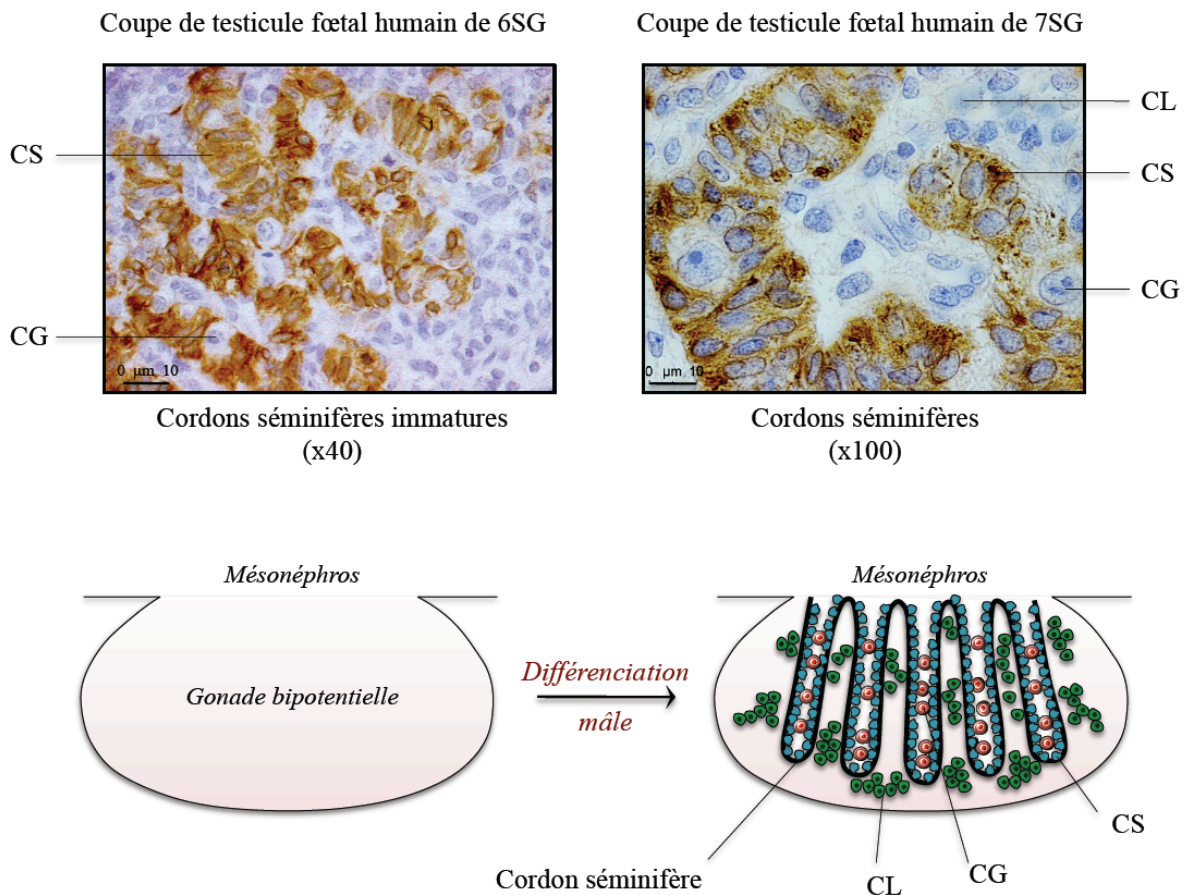 Coupe de testicule fœtal humain de 6SG
Coupe de testicule fœtal humain de 7SG
CS
CG
0 µm 10
CL
CS
CG
0 µm 10
Cordons séminifères immatures
(x40)
Cordons séminifères
(x100)
Mésonéphros
Gonade bipotentielle
Différenciation
mâle
Mésonéphros
Cordon séminifère
CL
CG
CS